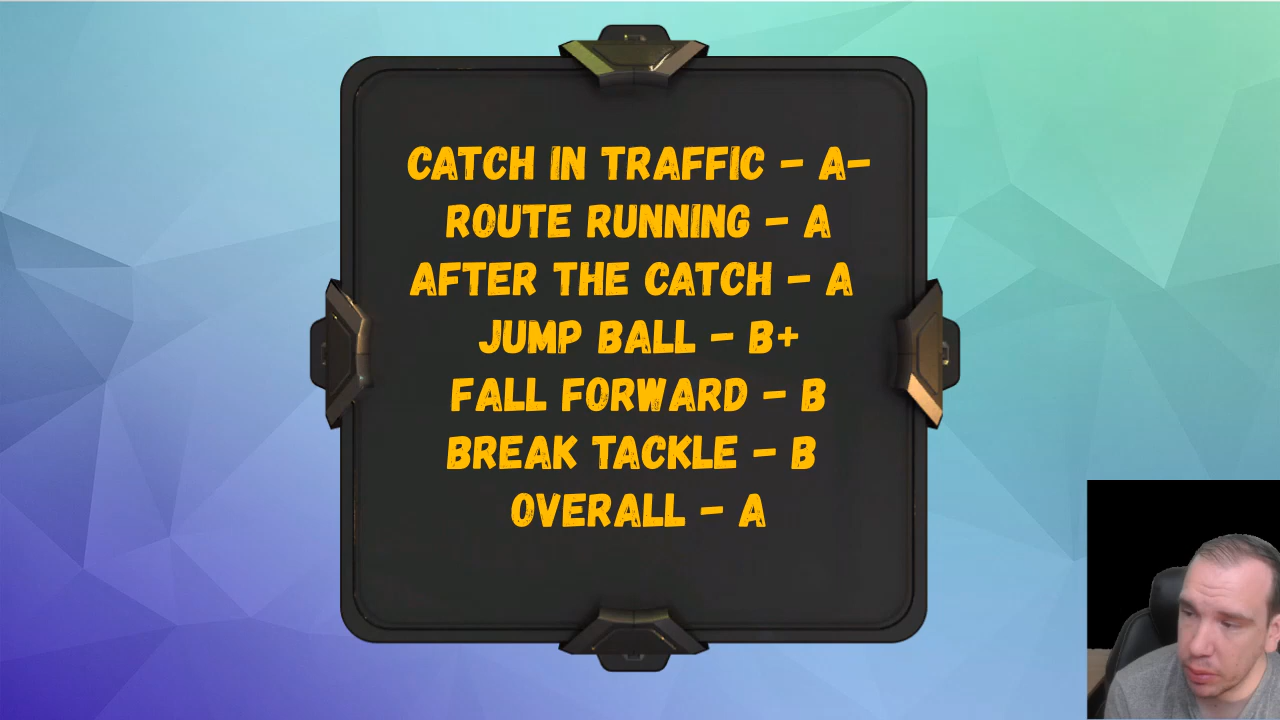 CATCH IN TRAFFIC - A-
ROUTE RUNNING - A
AFTER THE CATCH - A
JUMP BALL - B+
FALL FORWARD - B
BREAK TACKLE - B
OVERALL - A